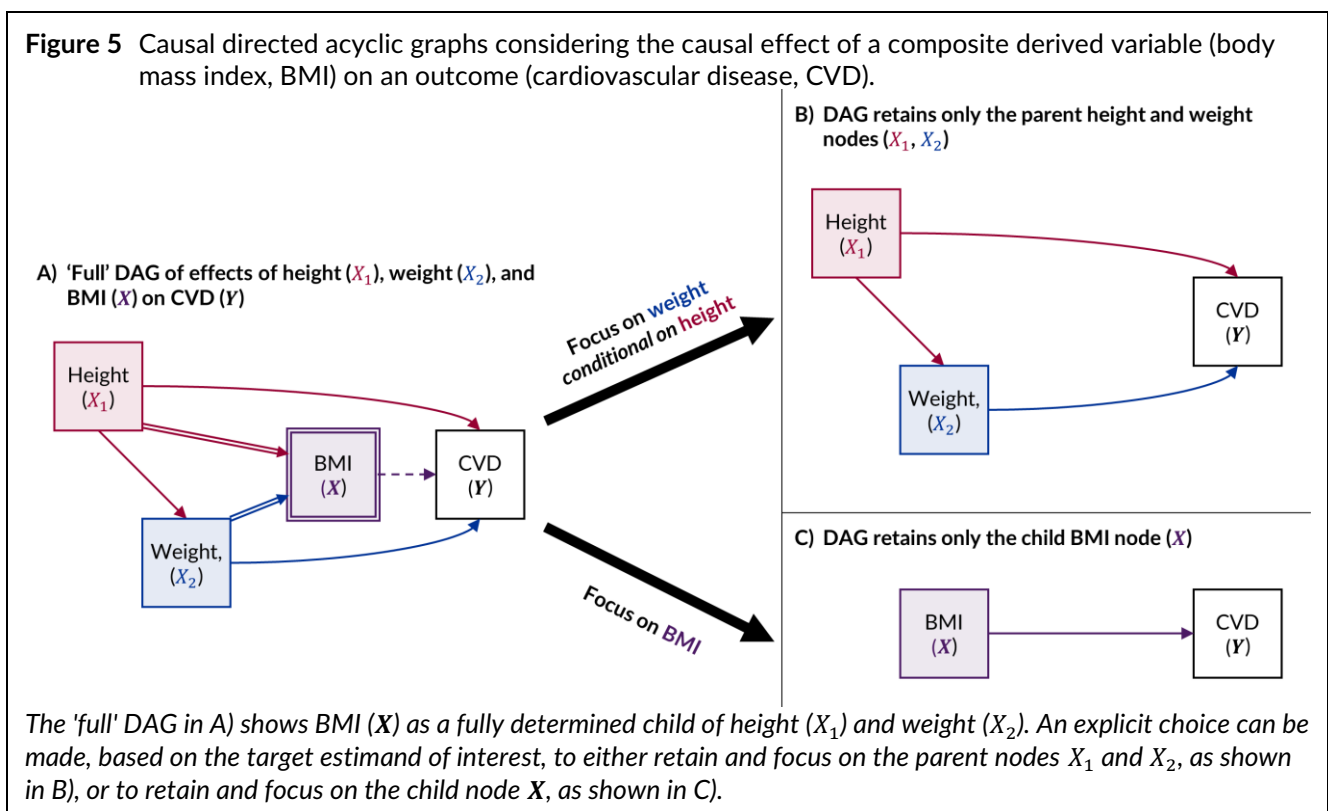 Figure 5 Causal directed acyclic graphs considering the causal effect of a composite derived variable (body
mass index, BMI) on an outcome (cardiovascular disease, CVD).
A) ‘Full’ DAG of effects of height (X₁), weight (X₂), and
BMI (X) on CVD (Y)
Height
(X₁)
BMI
(X)
CVD
(Y)
Weight,
(X₂)
Focus on weight
conditional on height
Focus on BMI
B) DAG retains only the parent height and weight
nodes (X₁, X₂)
Height
(X₁)
CVD
(Y)
Weight,
(X₂)
C) DAG retains only the child BMI node (X)
BMI
(X)
CVD
(Y)
The 'full' DAG in A) shows BMI (X) as a fully determined child of height (X₁) and weight (X₂). An explicit choice can be
made, based on the target estimand of interest, to either retain and focus on the parent nodes X₁ and X₂, as shown
in B), or to retain and focus on the child node X, as shown in C).